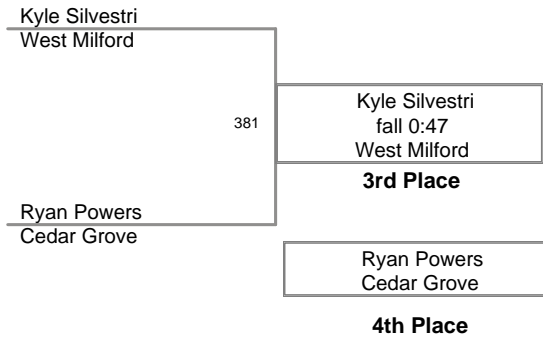 Kyle Silvestri
West Milford
381
Kyle Silvestri
fall 0:47
West Milford
3rd Place
Ryan Powers
Cedar Grove
Ryan Powers
Cedar Grove
4th Place